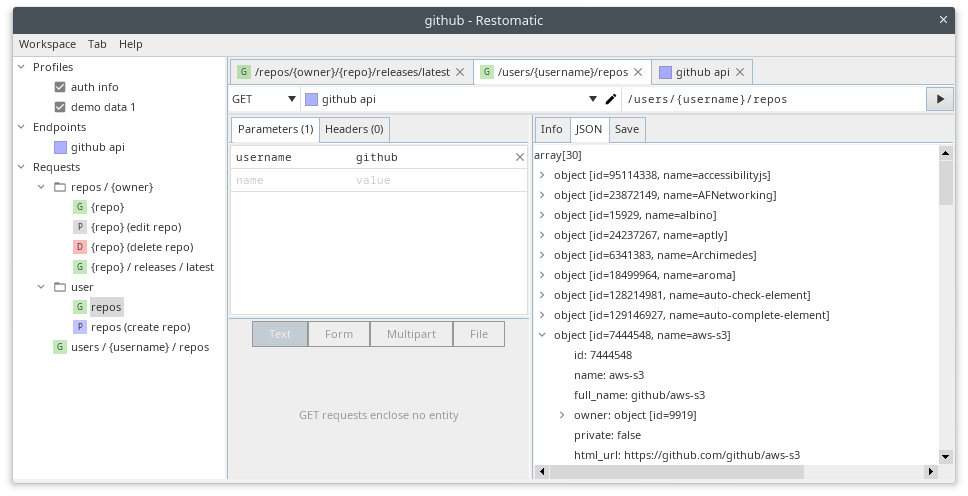 github - Restomatic
Workspace Tab Help
Profiles
auth info
demo data 1
Endpoints
github api
Requests
repos / {owner}
G {repo}
P {repo} (edit repo)
D {repo} (delete repo)
G {repo} / releases / latest
user
G repos
P repos (create repo)
G users / {username} / repos
G /repos/{owner}/{repo}/releases/latest
G /users/{username}/repos
github api
GET github api /users/{username}/repos
Parameters (1) Headers (0)
username github
name value
Text Form Multipart File
GET requests enclose no entity
Info JSON Save
array[30]
object [id=95114338, name=accessibilityjs]
object [id=23872149, name=AFNetworking]
object [id=15929, name=albino]
object [id=24237267, name=aptly]
object [id=6341383, name=Archimedes]
object [id=18499964, name=aroma]
object [id=128214981, name=auto-check-element]
object [id=129146927, name=auto-complete-element]
object [id=7444548, name=aws-s3]
id: 7444548
name: aws-s3
full_name: github/aws-s3
owner: object [id=9919]
private: false
html_url: https://github.com/github/aws-s3